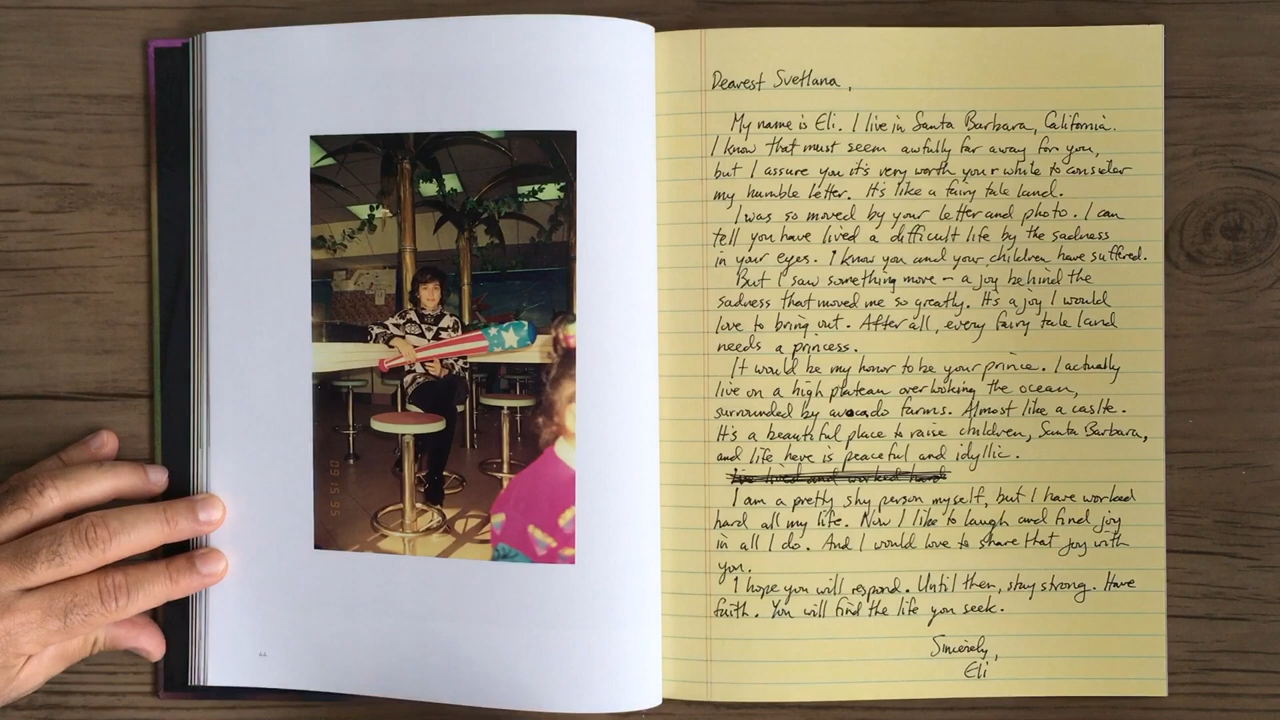 09 15 '95
44
Dearest Svetlana,
My name is Eli. I live in Santa Barbara, California.
I know that must seem awfully far away for you,
but I assure you it's very worth your while to consider
my humble letter. It's like a fairy tale land.
I was so moved by your letter and photo. I can
tell you have lived a difficult life by the sadness
in your eyes. I know you and your children have suffered.
But I saw something more – a joy behind the
sadness that moved me so greatly. It's a joy I would
love to bring out. After all, every fairy tale land
needs a princess.
It would be my honor to be your prince. I actually
live on a high plateau overlooking the ocean,
surrounded by avocado farms. Almost like a castle.
It's a beautiful place to raise children, Santa Barbara,
and life here is peaceful and idyllic.
I've lived and worked hard
I am a pretty shy person myself, but I have worked
hard all my life. Now I like to laugh and find joy
in all I do. And I would love to share that joy with
you.
I hope you will respond. Until then, stay strong. Have
faith. You will find the life you seek.
Sincerely,
Eli